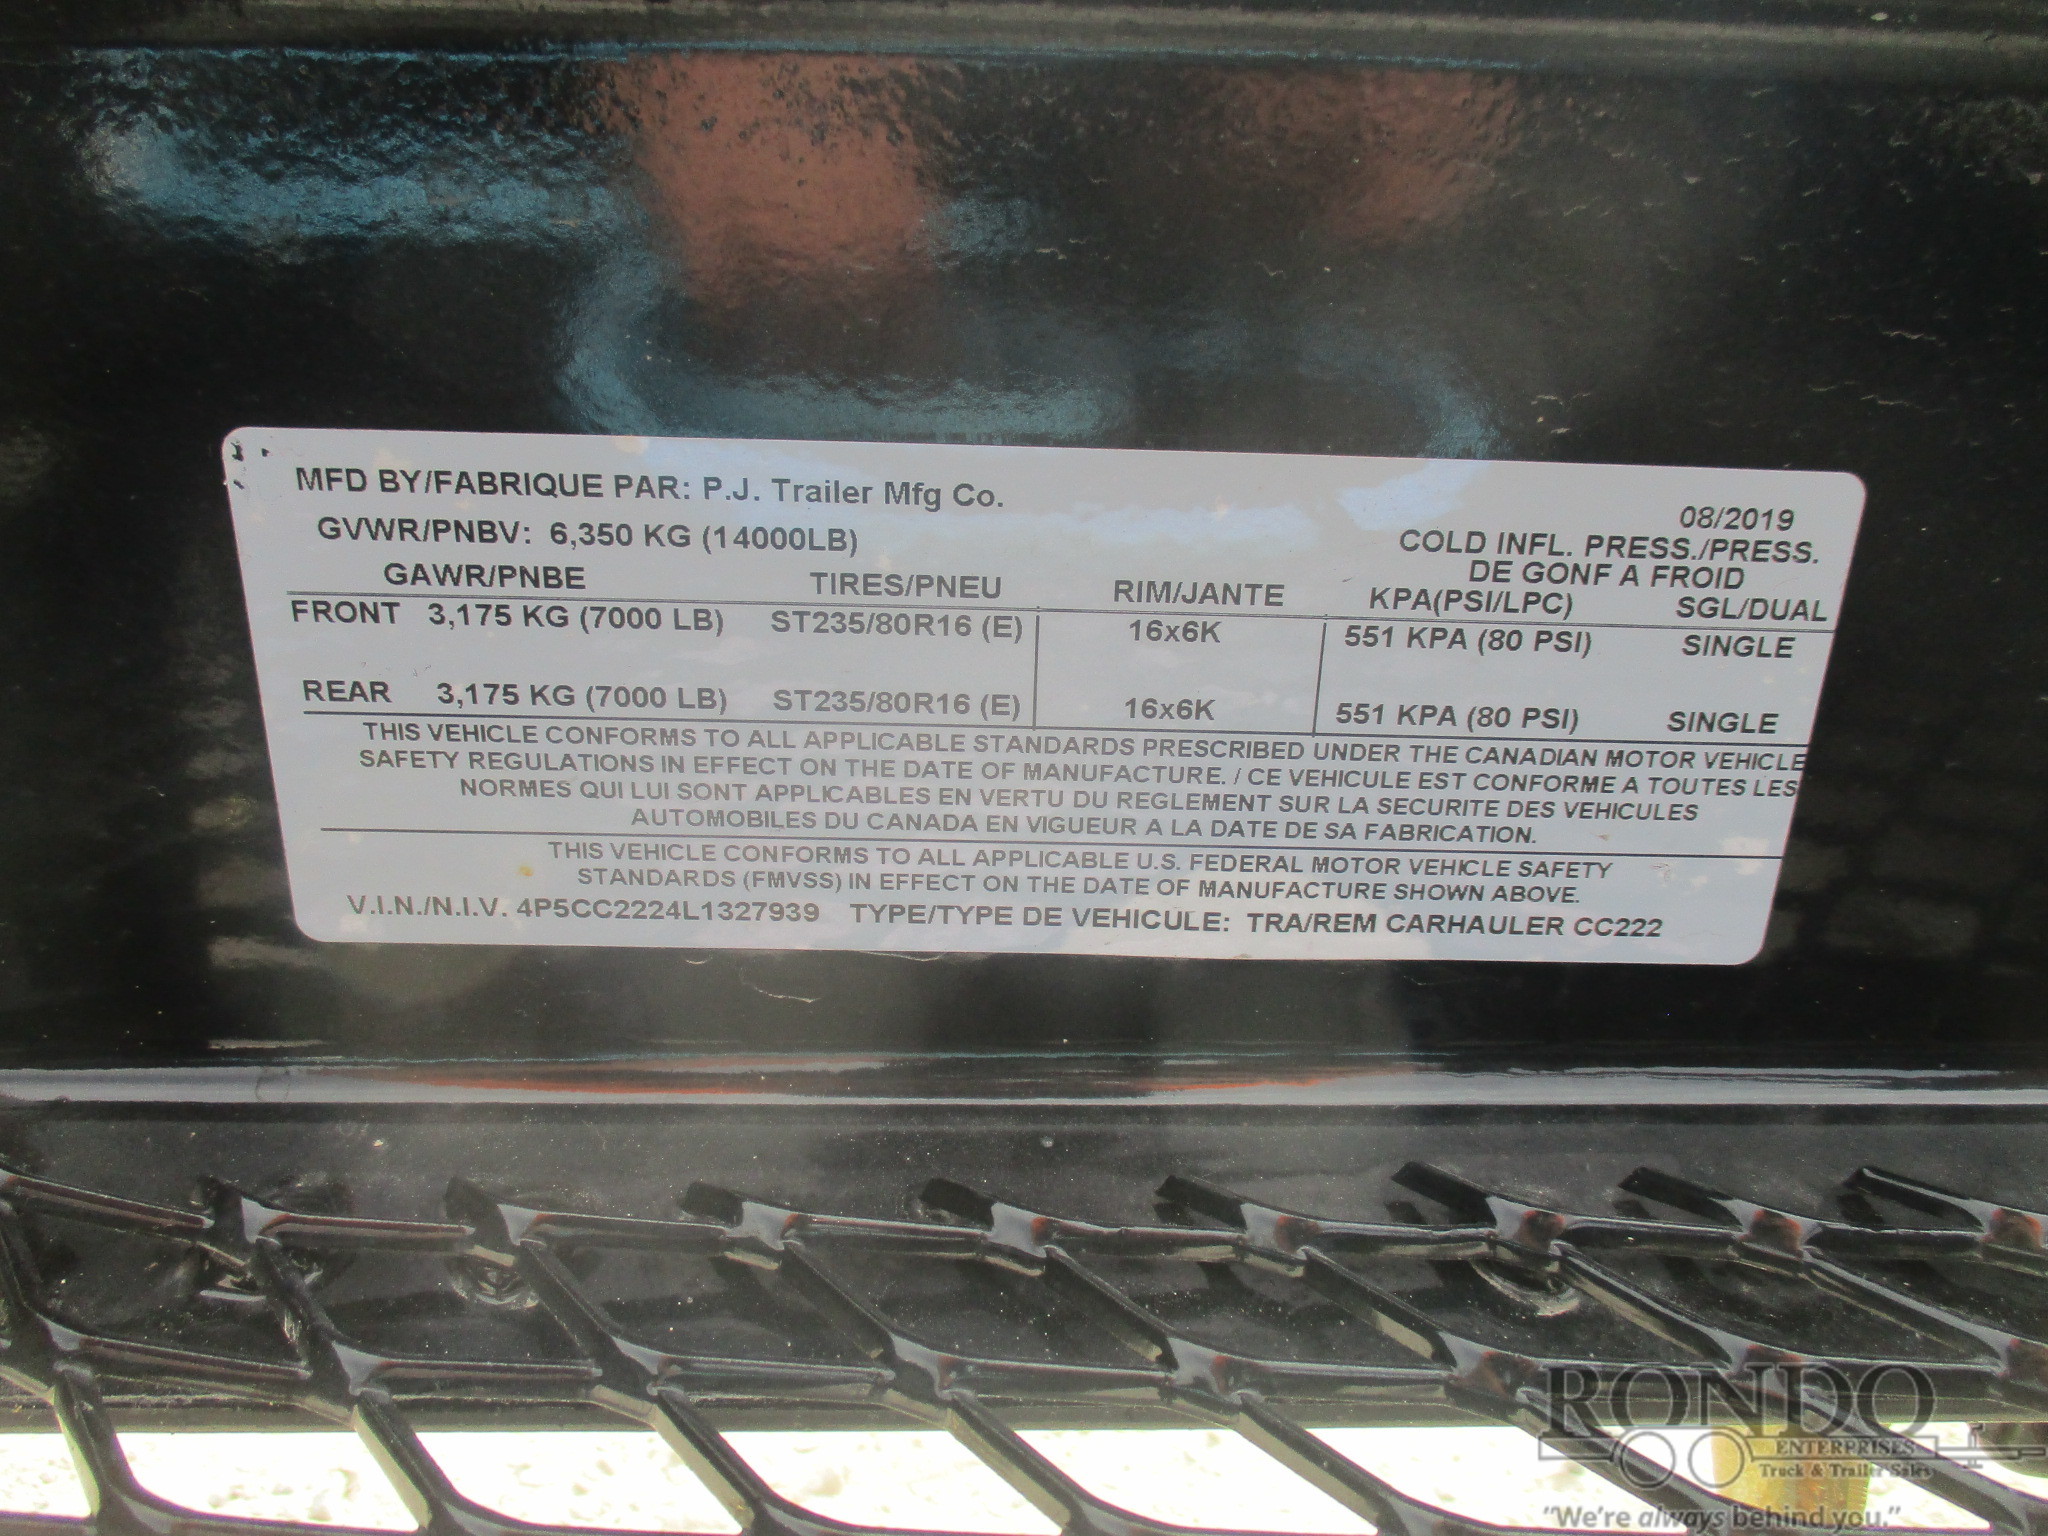 MFD BY/FABRIQUE PAR: P.J. Trailer Mfg Co.
08/2019
GVWR/PNBV: 6,350 KG (14000LB)
COLD INFL. PRESS./PRESS.
DE GONF A FROID
GAWR/PNBE TIRES/PNEU RIM/JANTE KPA(PSI/LPC) SGL/DUAL
FRONT 3,175 KG (7000 LB) ST235/80R16 (E) 16x6K 551 KPA (80 PSI) SINGLE
REAR 3,175 KG (7000 LB) ST235/80R16 (E) 16x6K 551 KPA (80 PSI) SINGLE
THIS VEHICLE CONFORMS TO ALL APPLICABLE STANDARDS PRESCRIBED UNDER THE CANADIAN MOTOR VEHICLE
SAFETY REGULATIONS IN EFFECT ON THE DATE OF MANUFACTURE. / CE VEHICULE EST CONFORME A TOUTES LES
NORMES QUI LUI SONT APPLICABLES EN VERTU DU REGLEMENT SUR LA SECURITE DES VEHICULES
AUTOMOBILES DU CANADA EN VIGUEUR A LA DATE DE SA FABRICATION.
THIS VEHICLE CONFORMS TO ALL APPLICABLE U.S. FEDERAL MOTOR VEHICLE SAFETY
STANDARDS (FMVSS) IN EFFECT ON THE DATE OF MANUFACTURE SHOWN ABOVE.
V.I.N./N.I.V. 4P5CC2224L1327939 TYPE/TYPE DE VEHICULE: TRA/REM CARHAULER CC222
RONDO
ENTERPRISES
Truck & Trailer Sales
"We're always behind you."